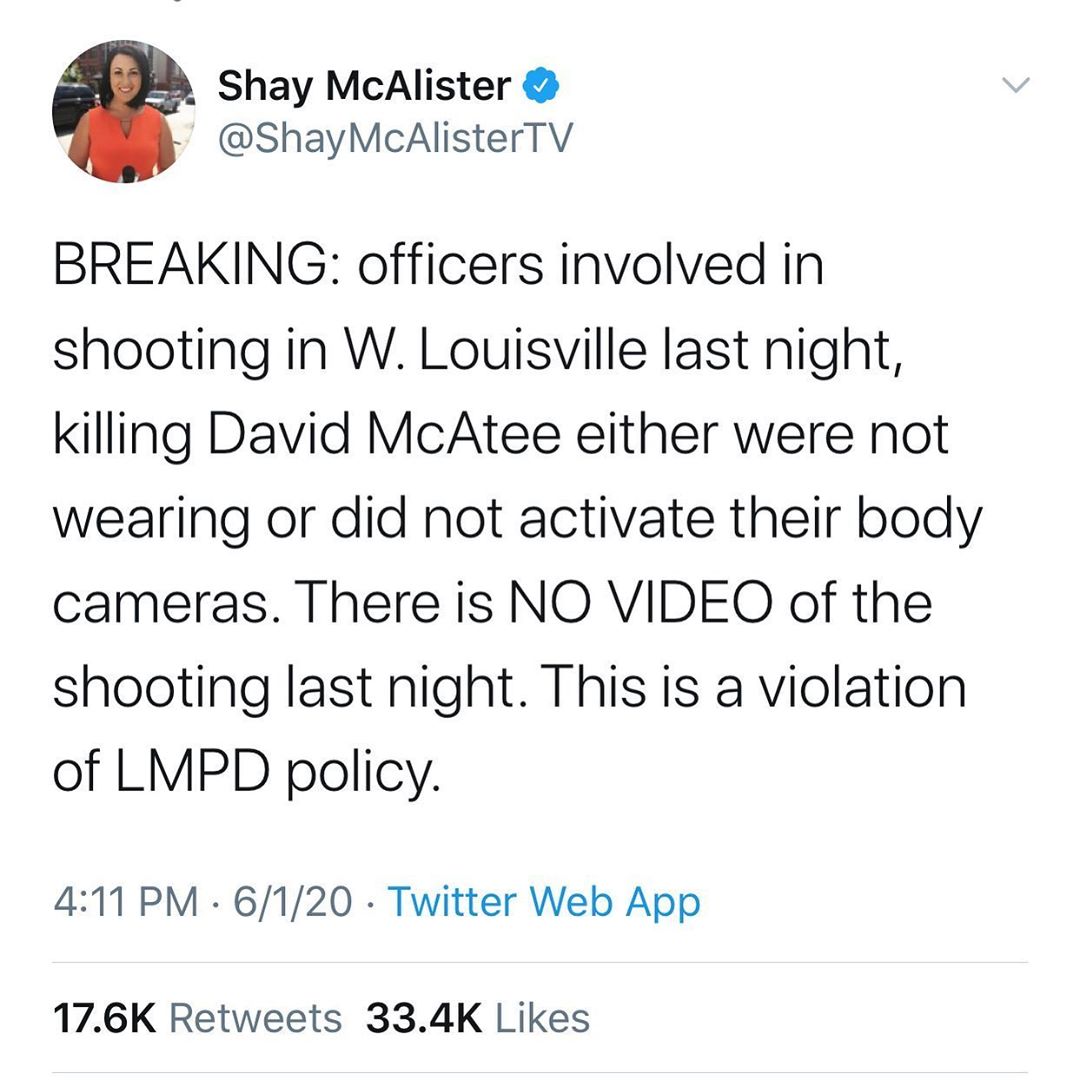 Shay McAlister
@ShayMcAlisterTV
BREAKING: officers involved in
shooting in W. Louisville last night,
killing David McAtee either were not
wearing or did not activate their body
cameras. There is NO VIDEO of the
shooting last night. This is a violation
of LMPD policy.
4:11 PM · 6/1/20 · Twitter Web App
17.6K Retweets 33.4K Likes